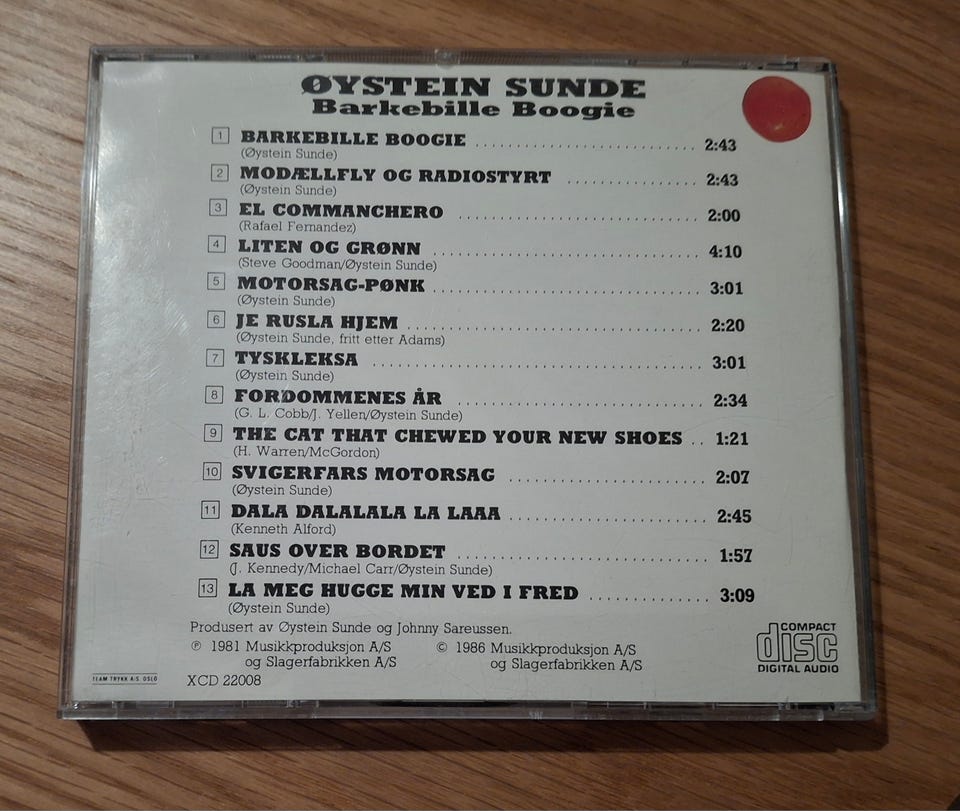 ØYSTEIN SUNDE
Barkebille Boogie
1 BARKEBILLE BOOGIE ........................ 2:43
(Øystein Sunde)
2 MODÆLLFLY OG RADIOSTYRT .............. 2:43
(Øystein Sunde)
3 EL COMMANCHERO ......................... 2:00
(Rafael Fernandez)
4 LITEN OG GRØNN ............................ 4:10
(Steve Goodman/Øystein Sunde)
5 MOTORSAG-PØNK ............................ 3:01
(Øystein Sunde)
6 JE RUSLA HJEM ............................... 2:20
(Øystein Sunde, fritt etter Adams)
7 TYSKLEKSA ................................... 3:01
(Øystein Sunde)
8 FORDOMMENES ÅR ......................... 2:34
(G. L. Cobb/J. Yellen/Øystein Sunde)
9 THE CAT THAT CHEWED YOUR NEW SHOES .. 1:21
(H. Warren/McGordon)
10 SVIGERFARS MOTORSAG .................... 2:07
(Øystein Sunde)
11 DALA DALALALA LA LAAA .................... 2:45
(Kenneth Alford)
12 SAUS OVER BORDET .......................... 1:57
(J. Kennedy/Michael Carr/Øystein Sunde)
13 LA MEG HUGGE MIN VED I FRED ............ 3:09
(Øystein Sunde)
Produsert av Øystein Sunde og Johnny Sareussen.
℗ 1981 Musikkproduksjon A/S © 1986 Musikkproduksjon A/S
og Slagerfabrikken A/S og Slagerfabrikken A/S
COMPACT
disc
DIGITAL AUDIO
TEAM TRYKK A/S. OSLO
XCD 22008